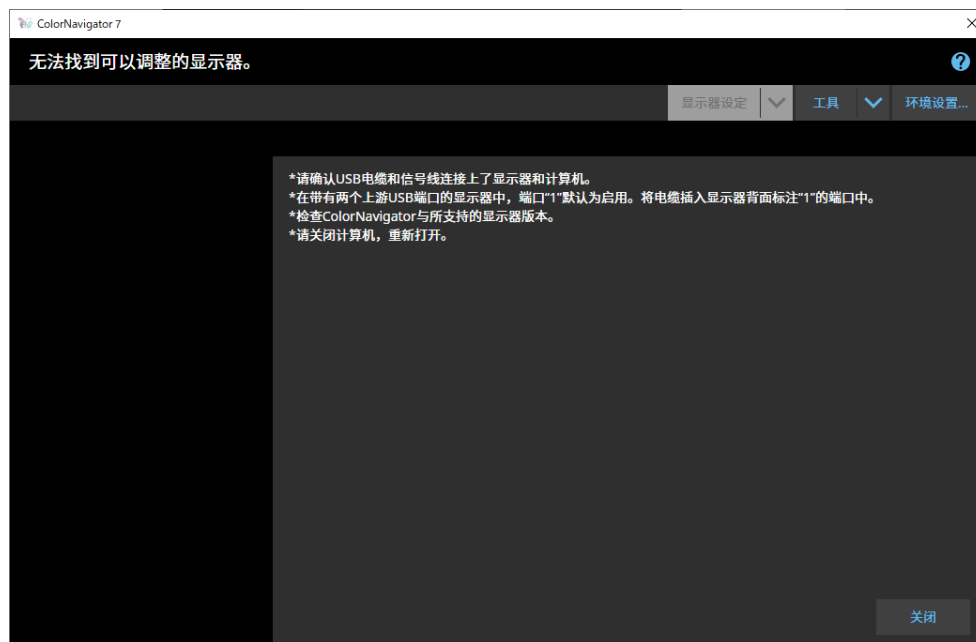 ColorNavigator 7
无法找到可以调整的显示器。
显示器设定
工具
环境设置...
*请确认USB电缆和信号线连接上了显示器和计算机。
*在带有两个上游USB端口的显示器中，端口“1”默认为启用。将电缆插入显示器背面标注“1”的端口中。
*检查ColorNavigator与所支持的显示器版本。
*请关闭计算机，重新打开。
关闭